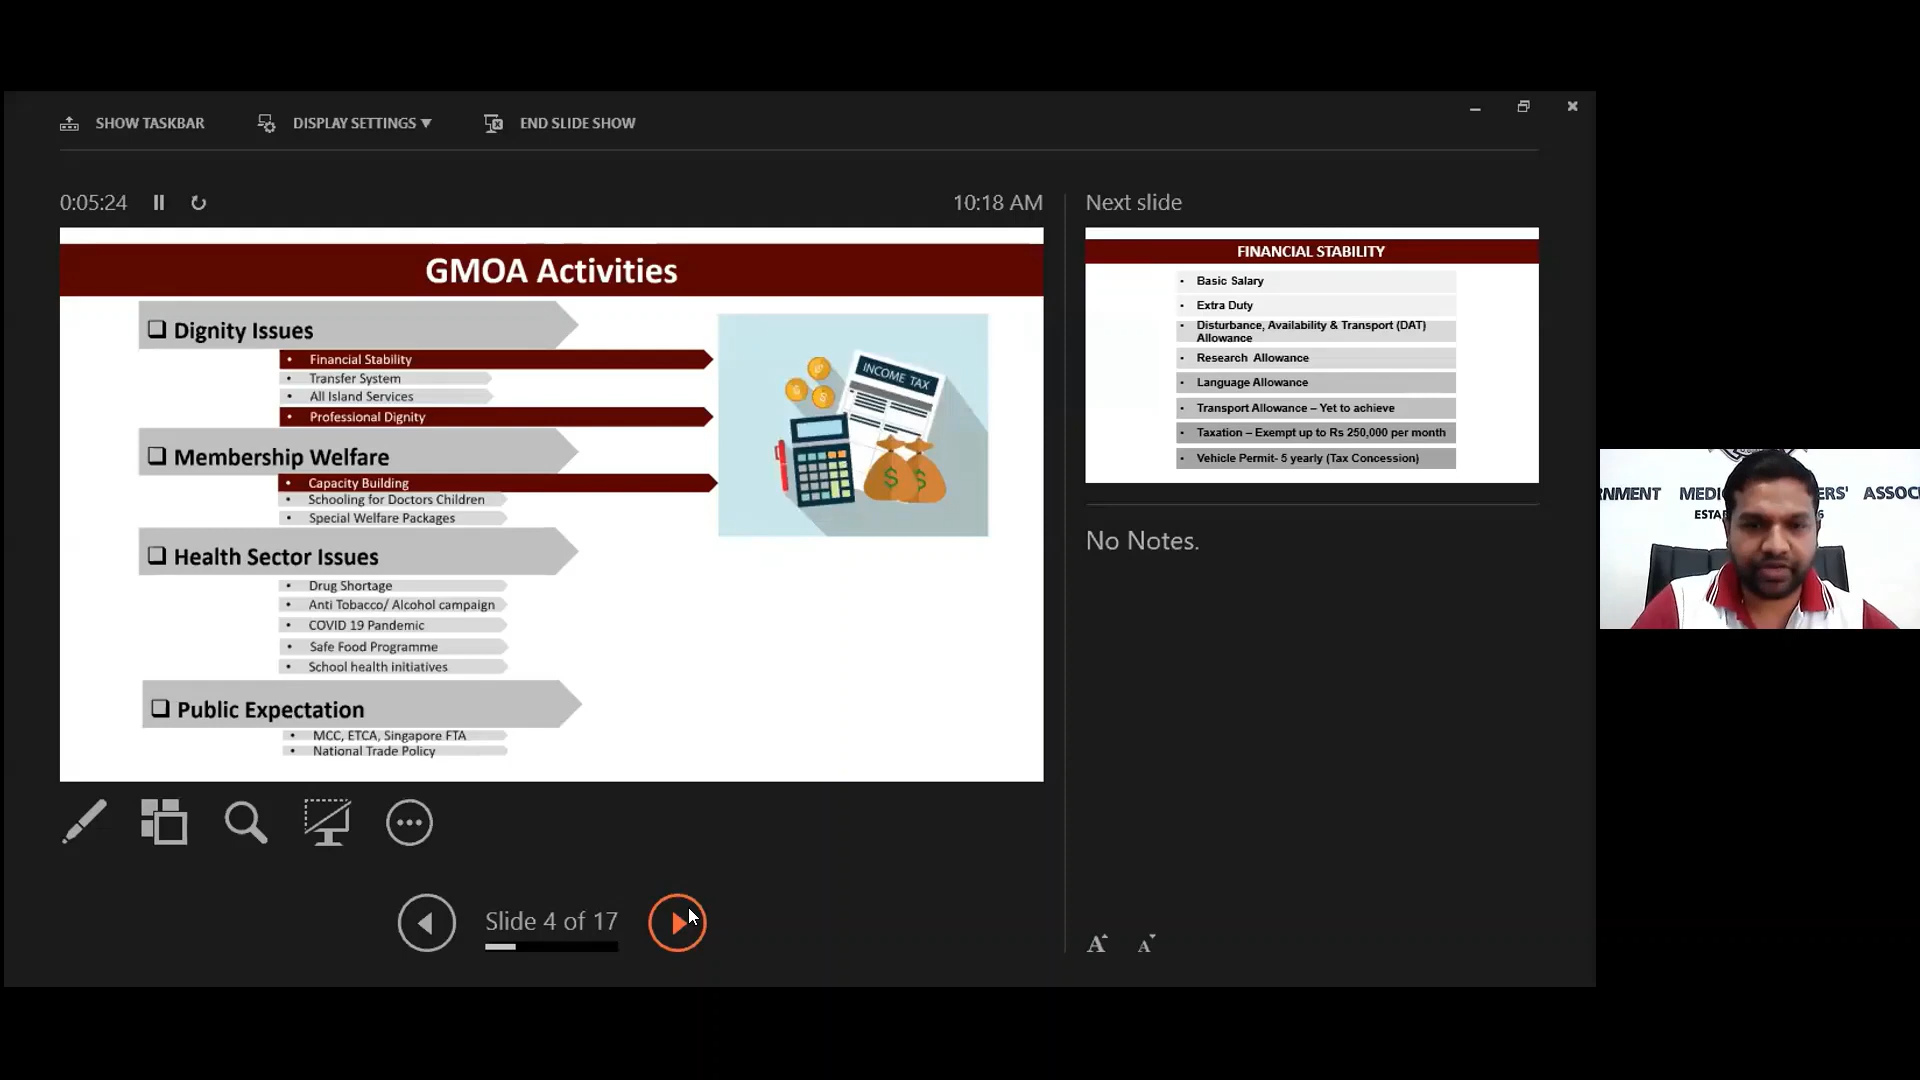 SHOW TASKBAR
DISPLAY SETTINGS
END SLIDE SHOW
0:05:24
10:18 AM
Next slide
GMOA Activities
Dignity Issues
• Financial Stability
• Transfer System
• All Island Services
• Professional Dignity
Membership Welfare
• Capacity Building
• Schooling for Doctors Children
• Special Welfare Packages
Health Sector Issues
• Drug Shortage
• Anti Tobacco/ Alcohol campaign
• COVID 19 Pandemic
• Safe Food Programme
• School health initiatives
Public Expectation
• MCC, ETCA, Singapore FTA
• National Trade Policy
INCOME TAX
FINANCIAL STABILITY
• Basic Salary
• Extra Duty
• Disturbance, Availability & Transport (DAT)
Allowance
• Research Allowance
• Language Allowance
• Transport Allowance – Yet to achieve
• Taxation – Exempt up to Rs 250,000 per month
• Vehicle Permit- 5 yearly (Tax Concession)
No Notes.
RNMENT MEDI ERS' ASSOC
ESTA 6
Slide 4 of 17
A A